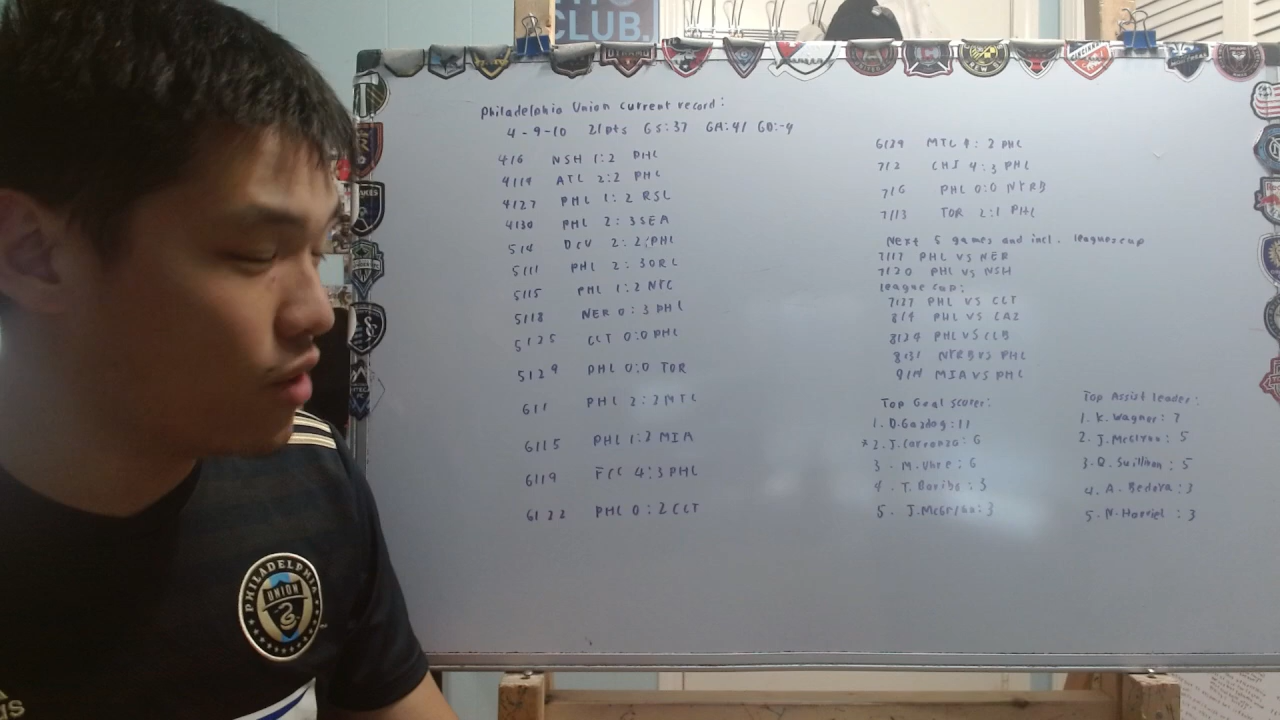 CLUB.
Philadelphia Union current record:
4-9-10 21pts GS:37 GA:41 GD:-4
4/6 NSH 1:2 PHL
4/14 ATL 2:2 PHL
4/27 PHL 1:2 RSL
4/30 PHL 2:3 SEA
5/4 DCU 2:2 PHL
5/11 PHL 2:3 ORL
5/15 PHL 1:2 NYC
5/18 NER 0:3 PHL
5/25 CLT 0:0 PHL
5/29 PHL 0:0 TOR
6/1 PHL 2:2 MTL
6/15 PHL 1:2 MIA
6/19 FCC 4:3 PHL
6/22 PHL 0:2 CLT
6/29 MTL 4:2 PHL
7/3 CHI 4:3 PHL
7/6 PHL 0:0 NYRB
7/13 TOR 2:1 PHL
Next 5 games and incl. leagues cup
7/17 PHL VS NER
7/20 PHL VS NSH
league cup:
7/27 PHL VS CLT
8/4 PHL VS CAZ
8/24 PHL VS CLB
8/31 NYRB VS PHL
9/14 MIA VS PHL
Top Goal scorer:
1. D.Gazdag: 11
*2. J.Carranza: 6
3. M.Uhre: 6
4. T. Baribo: 3
5. J.McGlynn: 3
Top Assist leader:
1. K. Wagner: 7
2. J.McGlynn: 5
3. Q. Sullivan: 5
4. A. Bedoya: 3
5. N. Harriel: 3
PHILADELPHIA
UNION